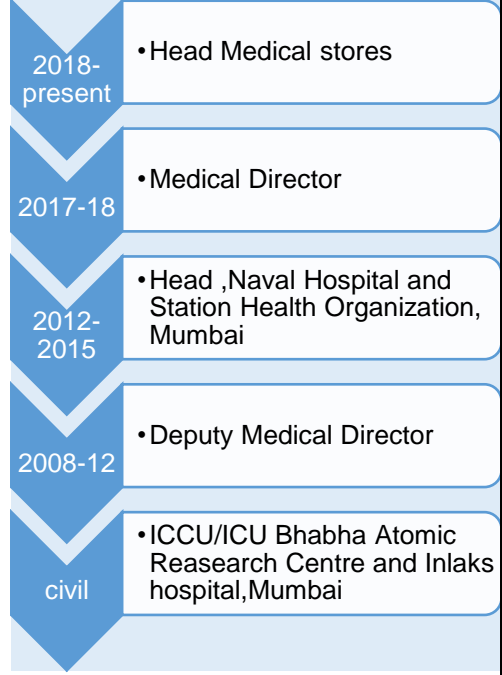 2018-
present
•Head Medical stores
2017-18
•Medical Director
2012-
2015
•Head ,Naval Hospital and
Station Health Organization,
Mumbai
2008-12
•Deputy Medical Director
civil
•ICCU/ICU Bhabha Atomic
Reasearch Centre and Inlaks
hospital,Mumbai